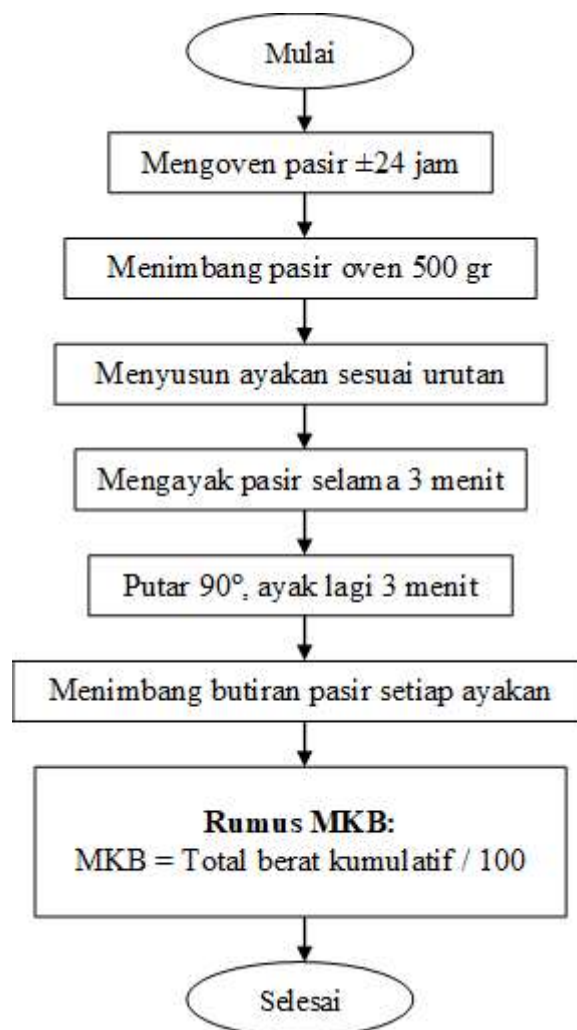 Mulai
Mengoven pasir ±24 jam
Menimbang pasir oven 500 gr
Menyusun ayakan sesuai urutan
Mengayak pasir selama 3 menit
Putar 90°, ayak lagi 3 menit
Menimbang butiran pasir setiap ayakan
Rumus MKB:
MKB = Total berat kumulatif / 100
Selesai